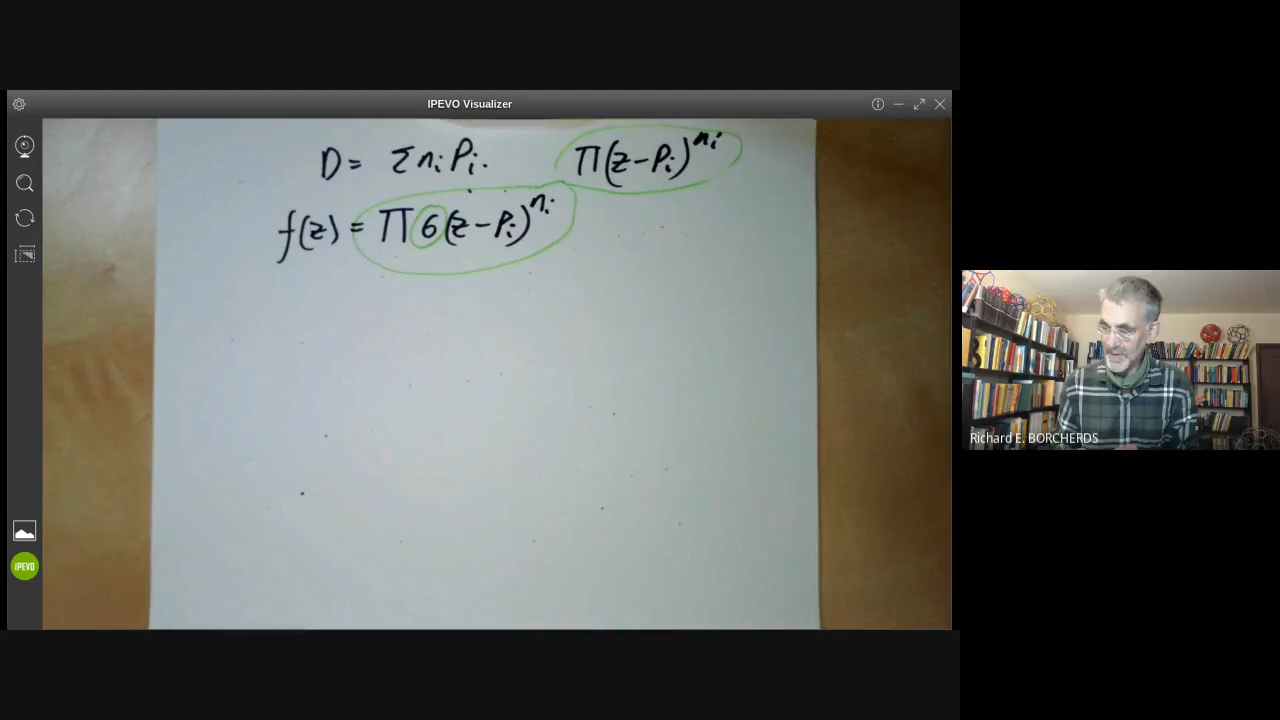 IPEVO Visualizer
D = Σ nᵢ Pᵢ. Π(z-Pᵢ)ⁿⁱ
f(z) = Π σ(z-Pᵢ)ⁿⁱ
IPEVO
Richard E. BORCHERDS